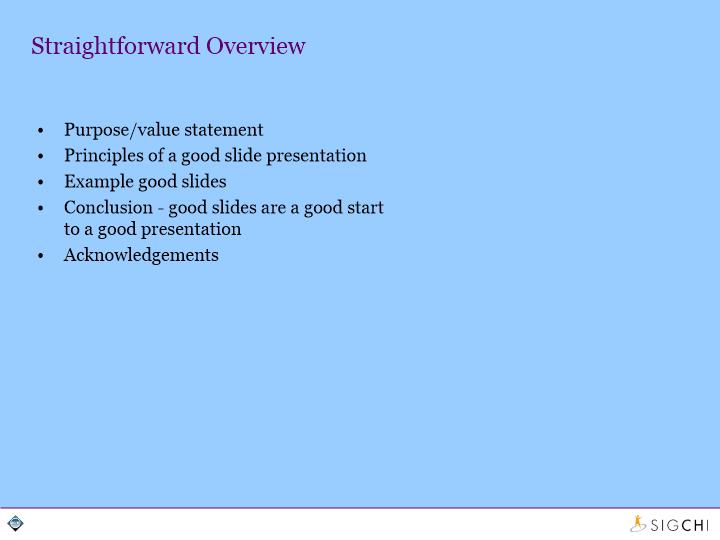 Straightforward Overview
• Purpose/value statement
• Principles of a good slide presentation
• Example good slides
• Conclusion - good slides are a good start
to a good presentation
• Acknowledgements
SIGCHI